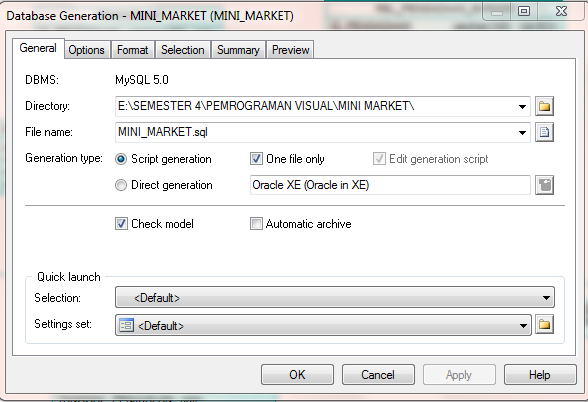 Database Generation - MINI_MARKET (MINI_MARKET)
General Options Format Selection Summary Preview
DBMS: MySQL 5.0
Directory: E:\SEMESTER 4\PEMROGRAMAN VISUAL\MINI MARKET\
File name: MINI_MARKET.sql
Generation type: Script generation One file only Edit generation script
Direct generation Oracle XE (Oracle in XE)
Check model Automatic archive
Quick launch
Selection: <Default>
Settings set: <Default>
OK Cancel Apply Help